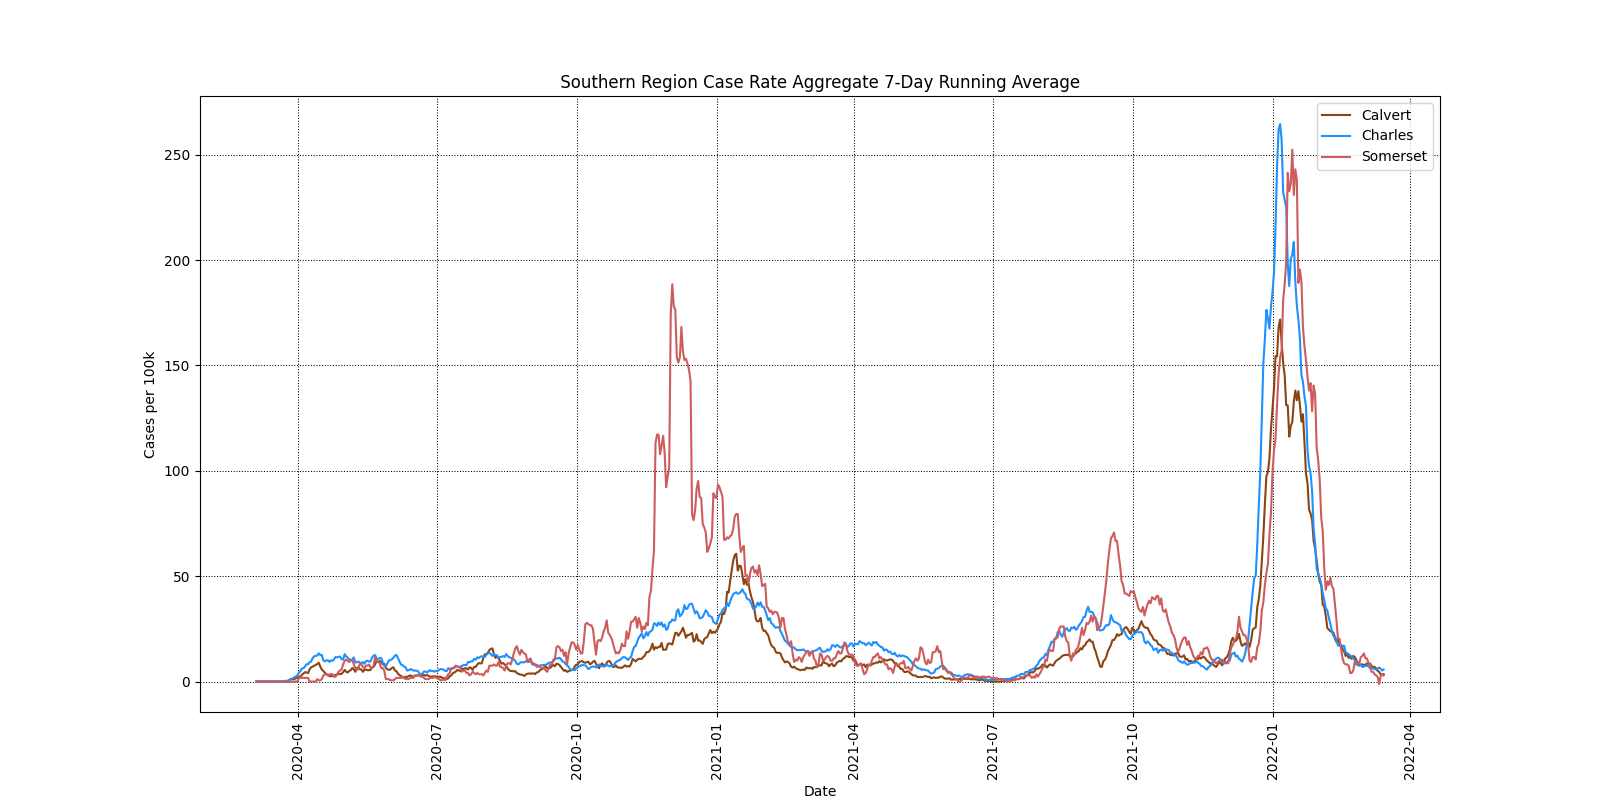 Southern Region Case Rate Aggregate 7-Day Running Average
Calvert
Charles
Somerset
Cases per 100k
250
200
150
100
50
0
2020-04
2020-07
2020-10
2021-01
2021-04
2021-07
2021-10
2022-01
2022-04
Date